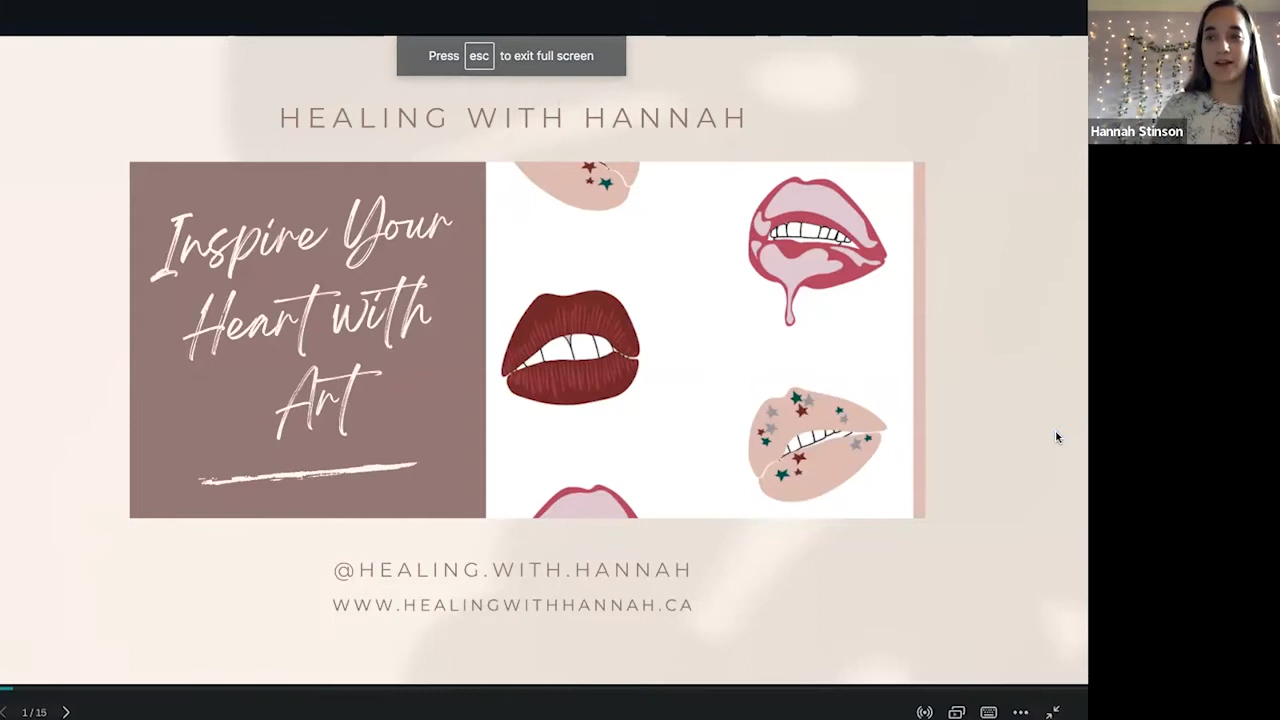 Press esc to exit full screen
HEALING WITH HANNAH
Hannah Stinson
Inspire Your
Heart with
Art
@HEALING.WITH.HANNAH
WWW.HEALINGWITHHANNAH.CA
1/15